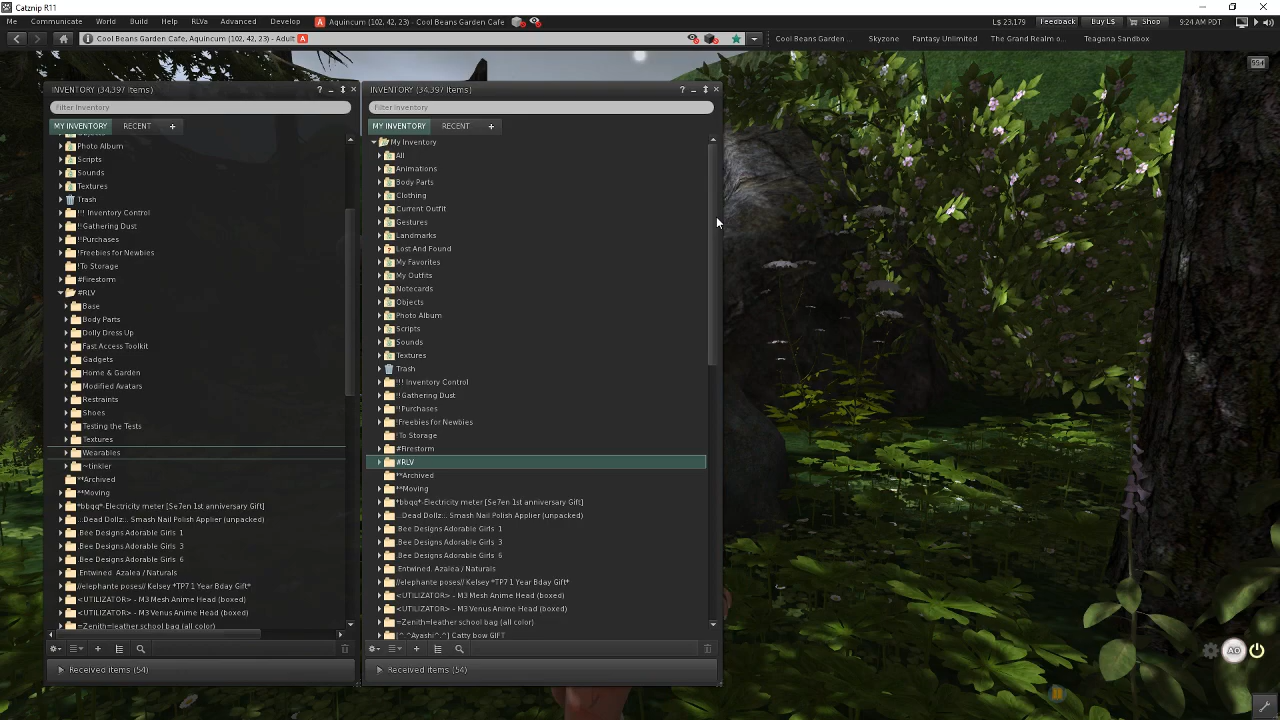 Catznip R11
Me Communicate World Build Help RLVa Advanced Develop A Aquincum (102, 42, 23) - Cool Beans Garden Cafe L$ 23,179 Feedback Buy L$ Shop 9:24 AM PDT
Cool Beans Garden Cafe, Aquincum (102, 42, 23) - Adult A Cool Beans Garden ... Skyzone Fantasy Unlimited The Grand Realm o... Teagana Sandbox
994
INVENTORY (34,397 Items)
Filter Inventory
MY INVENTORY RECENT +
Objects
Photo Album
Scripts
Sounds
Textures
Trash
!!! Inventory Control
!!Gathering Dust
!!Purchases
!Freebies for Newbies
!To Storage
#Firestorm
#RLV
Base
Body Parts
Dolly Dress Up
Fast Access Toolkit
Gadgets
Home & Garden
Modified Avatars
Restraints
Shoes
Testing the Tests
Textures
Wearables
~tinkler
**Archived
**Moving
*bbqq*-Electricity meter [Se7en 1st anniversary Gift]
...Dead Dollz... Smash Nail Polish Applier (unpacked)
.Bee Designs Adorable Girls 1
.Bee Designs Adorable Girls 3
.Bee Designs Adorable Girls 6
.Entwined. Azalea / Naturals
//elephante poses// Kelsey *TP7 1 Year Bday Gift*
<UTILIZATOR> - M3 Mesh Anime Head (boxed)
<UTILIZATOR> - M3 Venus Anime Head (boxed)
=Zenith=leather school bag (all color)
Received items (54)
INVENTORY (34,397 Items)
Filter Inventory
MY INVENTORY RECENT +
My Inventory
All
Animations
Body Parts
Clothing
Current Outfit
Gestures
Landmarks
Lost And Found
My Favorites
My Outfits
Notecards
Objects
Photo Album
Scripts
Sounds
Textures
Trash
!!! Inventory Control
!!Gathering Dust
!!Purchases
!Freebies for Newbies
!To Storage
#Firestorm
#RLV
**Archived
**Moving
*bbqq*-Electricity meter [Se7en 1st anniversary Gift]
...Dead Dollz... Smash Nail Polish Applier (unpacked)
.Bee Designs Adorable Girls 1
.Bee Designs Adorable Girls 3
.Bee Designs Adorable Girls 6
.Entwined. Azalea / Naturals
//elephante poses// Kelsey *TP7 1 Year Bday Gift*
<UTILIZATOR> - M3 Mesh Anime Head (boxed)
<UTILIZATOR> - M3 Venus Anime Head (boxed)
=Zenith=leather school bag (all color)
[^.^Ayashi^.^] Catty bow GIFT
Received items (54)
AO